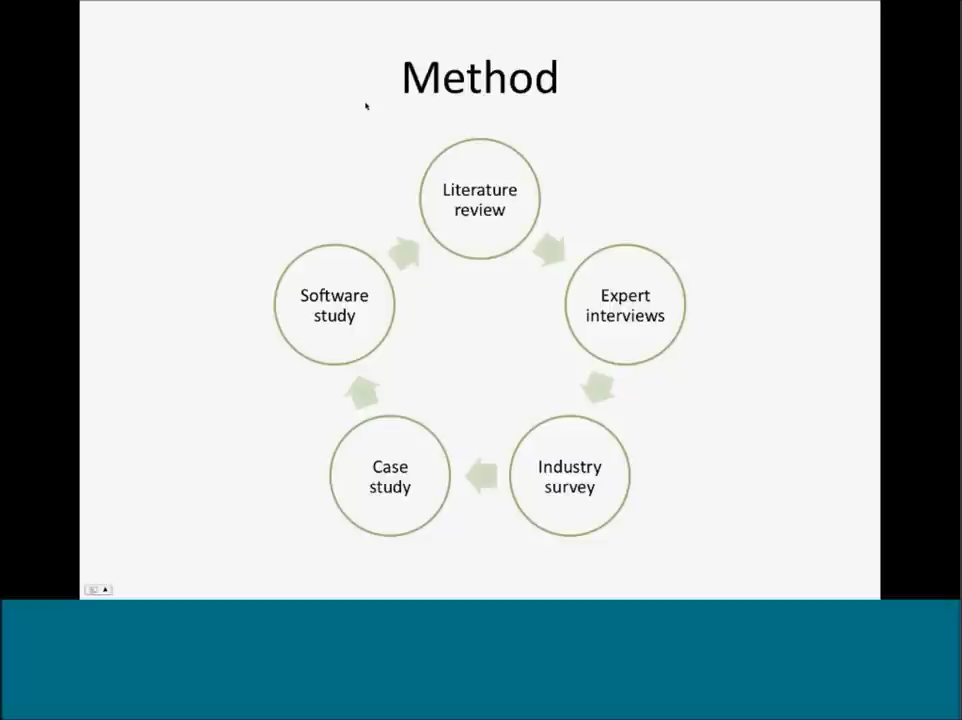 Method
Literature
review
Expert
interviews
Industry
survey
Case
study
Software
study